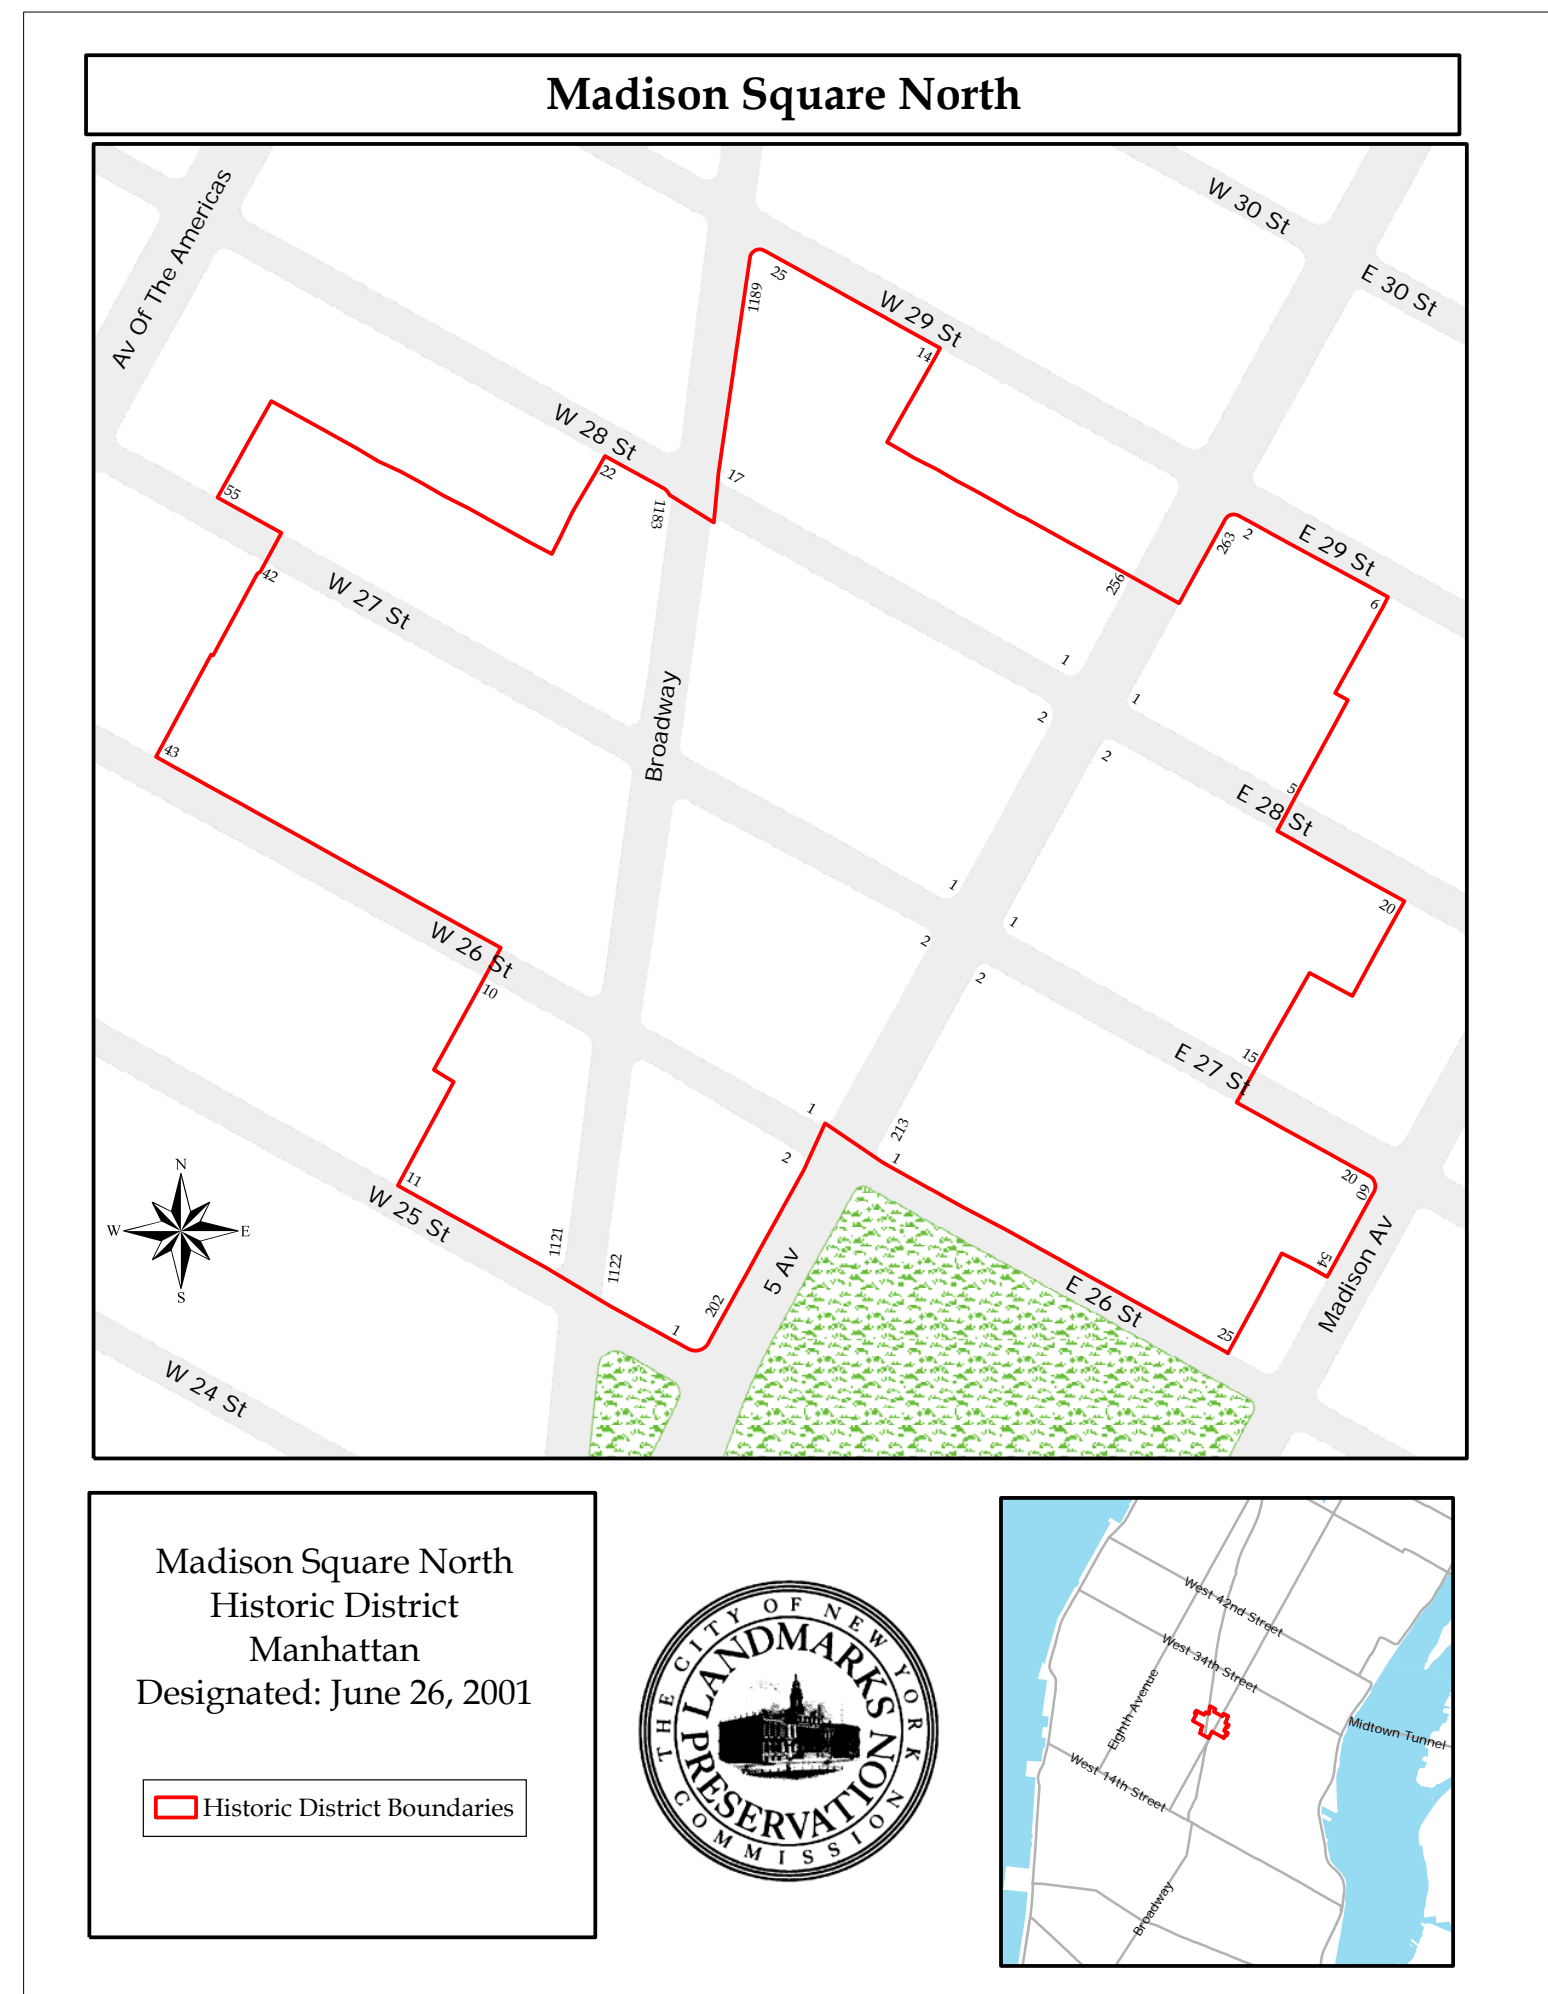 Madison Square North
W 30 St
E 30 St
Av Of The Americas
25
1189
W 29 St
14
W 28 St
22
17
1183
55
263
2
E 29 St
42
W 27 St
256
6
1
1
2
Broadway
2
43
5
E 28 St
1
20
1
W 26 St
2
2
10
15
E 27 St
1
213
2
1
11
20
60
W 25 St
N
W
E
S
1121
1122
5 Av
54
Madison Av
202
E 26 St
1
25
W 24 St
Madison Square North
Historic District
Manhattan
Designated: June 26, 2001
Historic District Boundaries
THE CITY OF NEW YORK
LANDMARKS
PRESERVATION
COMMISSION
West 42nd Street
West 34th Street
Eighth Avenue
Midtown Tunnel
West 14th Street
Broadway